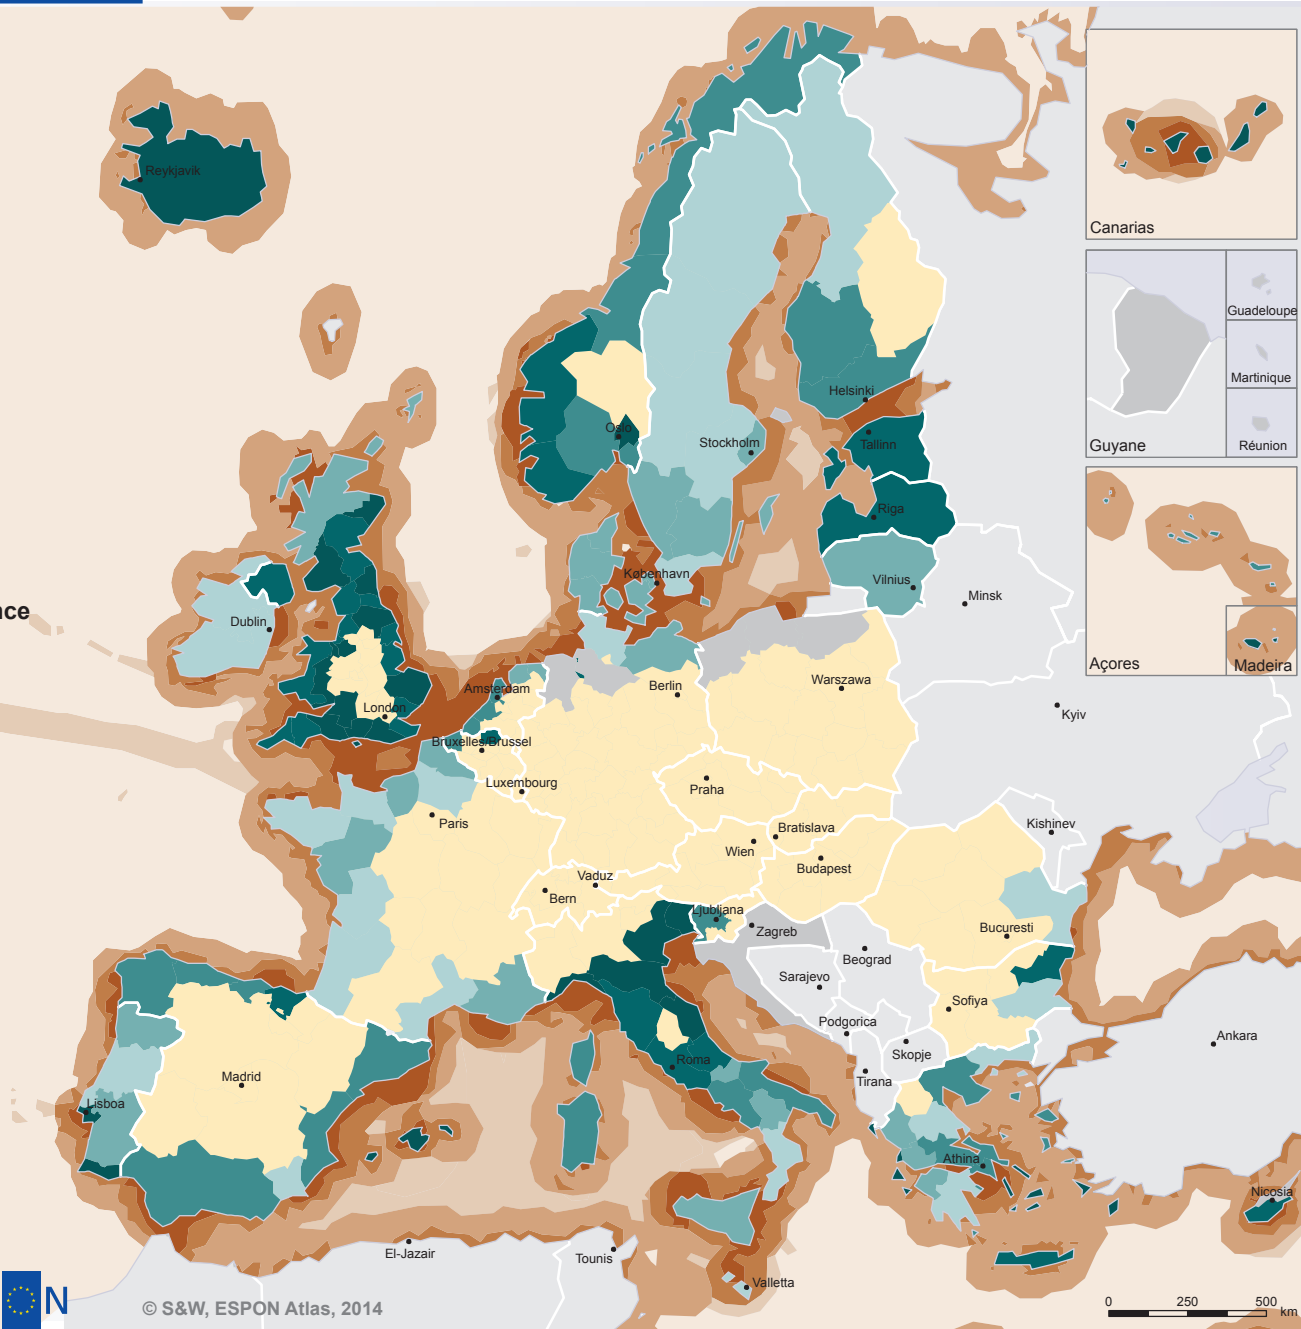 Reykjavik
Canarias
Guadeloupe
Martinique
Guyane
Réunion
Helsinki
Oslo
Stockholm
Tallinn
Riga
Açores
Madeira
København
Vilnius
Minsk
nce
Dublin
Amsterdam
Berlin
Warszawa
London
Kyiv
Bruxelles/Brussel
Luxembourg
Praha
Paris
Bratislava
Kishinev
Wien
Budapest
Vaduz
Bern
Ljubljana
Zagreb
Bucuresti
Beograd
Sarajevo
Sofiya
Podgorica
Ankara
Skopje
Roma
Madrid
Tirana
Lisboa
Athina
Nicosia
El-Jazair
Tounis
Valletta
N
© S&W, ESPON Atlas, 2014
0 250 500
km